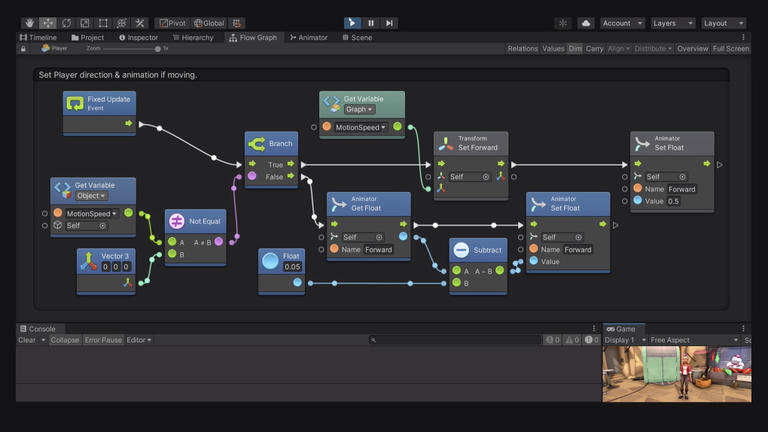 Pivot Global Account Layers Layout
Timeline Project Inspector Hierarchy Flow Graph Animator Scene
Player Zoom 1x Relations Values Dim Carry Align Distribute Overview Full Screen
Set Player direction & animation if moving.
Fixed Update
Event
Get Variable
Graph
MotionSpeed
Branch
True
False
Transform
Set Forward
Self
Animator
Set Float
Self
Name Forward
Value 0.5
Get Variable
Object
MotionSpeed
Self
Not Equal
A A ≠ B
B
Vector 3
0 0 0
Animator
Get Float
Self
Name Forward
Float
0.05
Subtract
A A – B
B
Animator
Set Float
Self
Name Forward
Value
Console
Clear Collapse Error Pause Editor
0 0 0
Game
Display 1 Free Aspect Sc